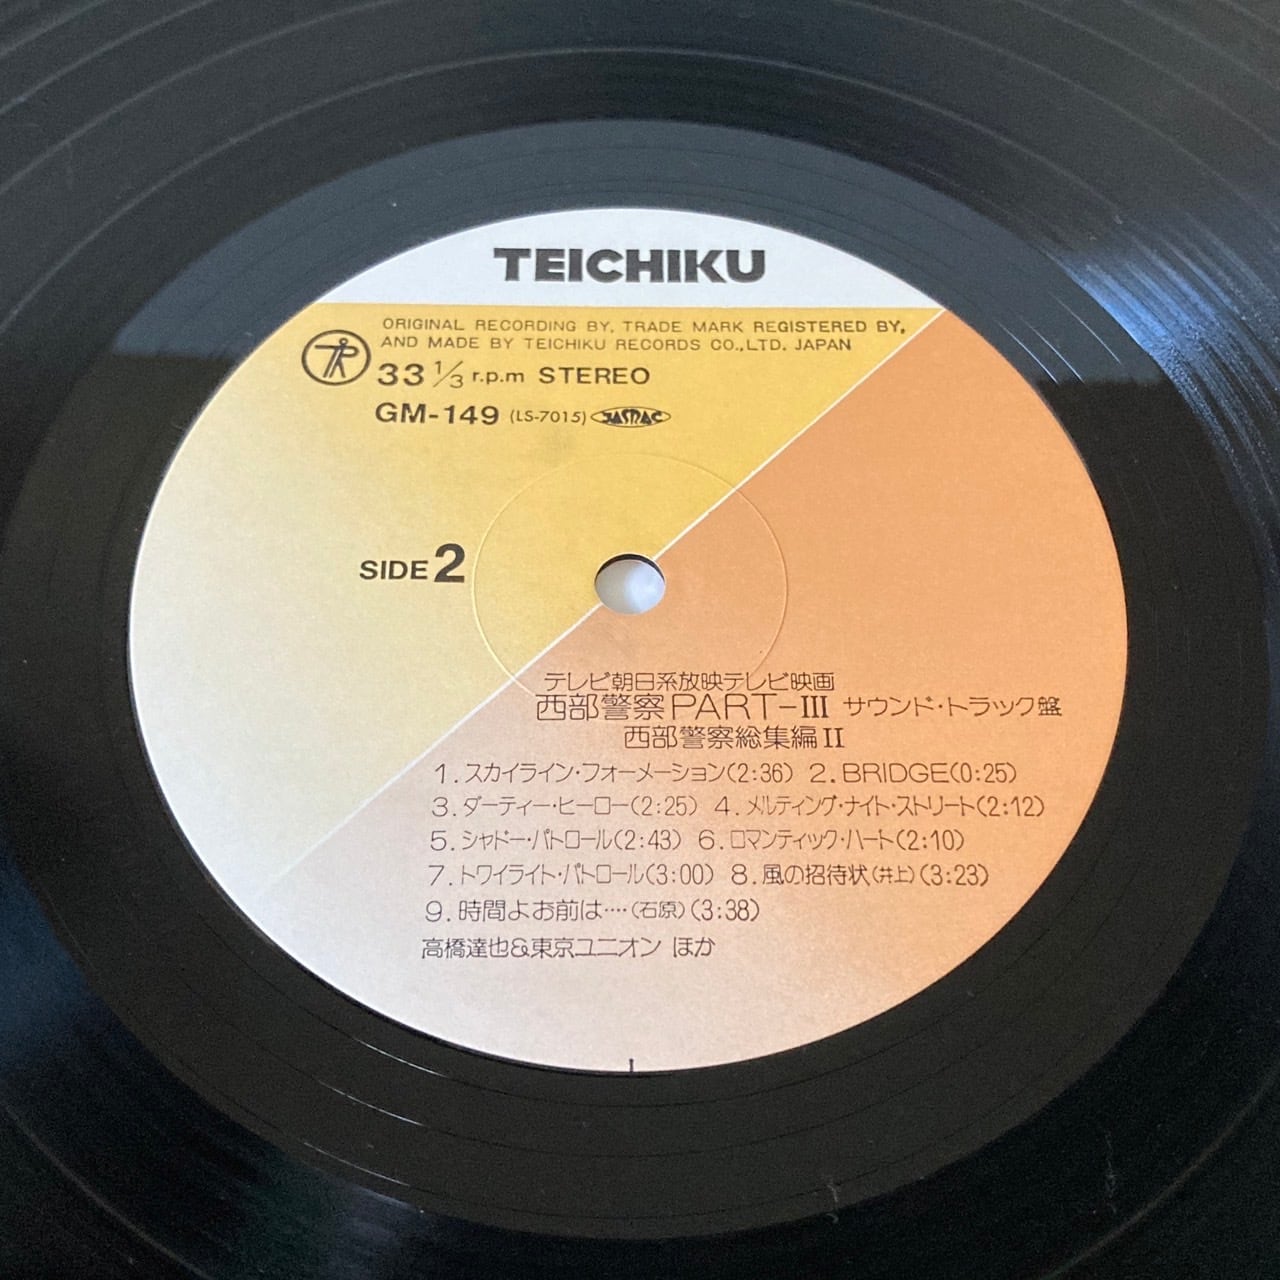 TEICHIKU
ORIGINAL RECORDING BY, TRADE MARK REGISTERED BY,
AND MADE BY TEICHIKU RECORDS CO.,LTD. JAPAN
33 1/3 r.p.m STEREO
GM-149 (LS-7015) JASRAC
SIDE 2
テレビ朝日系放映テレビ映画
西部警察PART-III サウンド・トラック盤
西部警察総集編II
1.スカイライン・フォーメーション(2:36) 2.BRIDGE(0:25)
3.ダーティー・ヒーロー(2:25) 4.メルティング・ナイト・ストリート(2:12)
5.シャドー・パトロール(2:43) 6.ロマンティック・ハート(2:10)
7.トワイライト・パトロール(3:00) 8.風の招待状(井上)(3:23)
9.時間よお前は‥‥(石原)(3:38)
高橋達也&東京ユニオン ほか